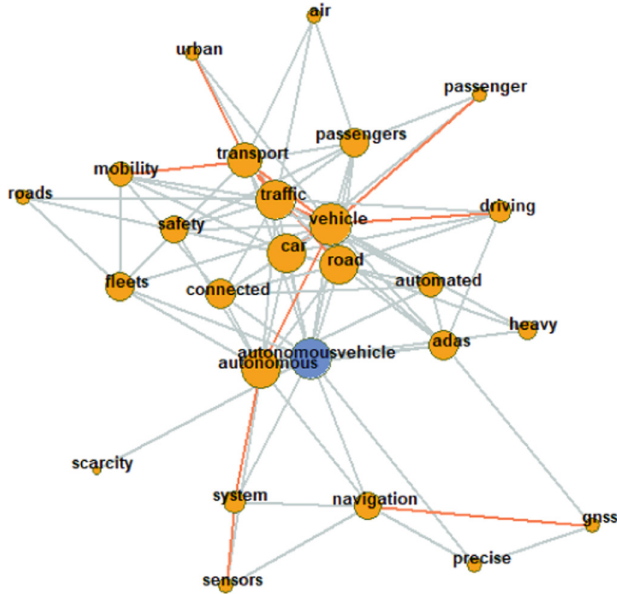 air
urban
passenger
passengers
transport
mobility
roads
traffic
driving
vehicle
safety
car
road
fleets
connected
automated
heavy
adas
autonomousvehicle
autonomous
scarcity
system
navigation
gnss
precise
sensors